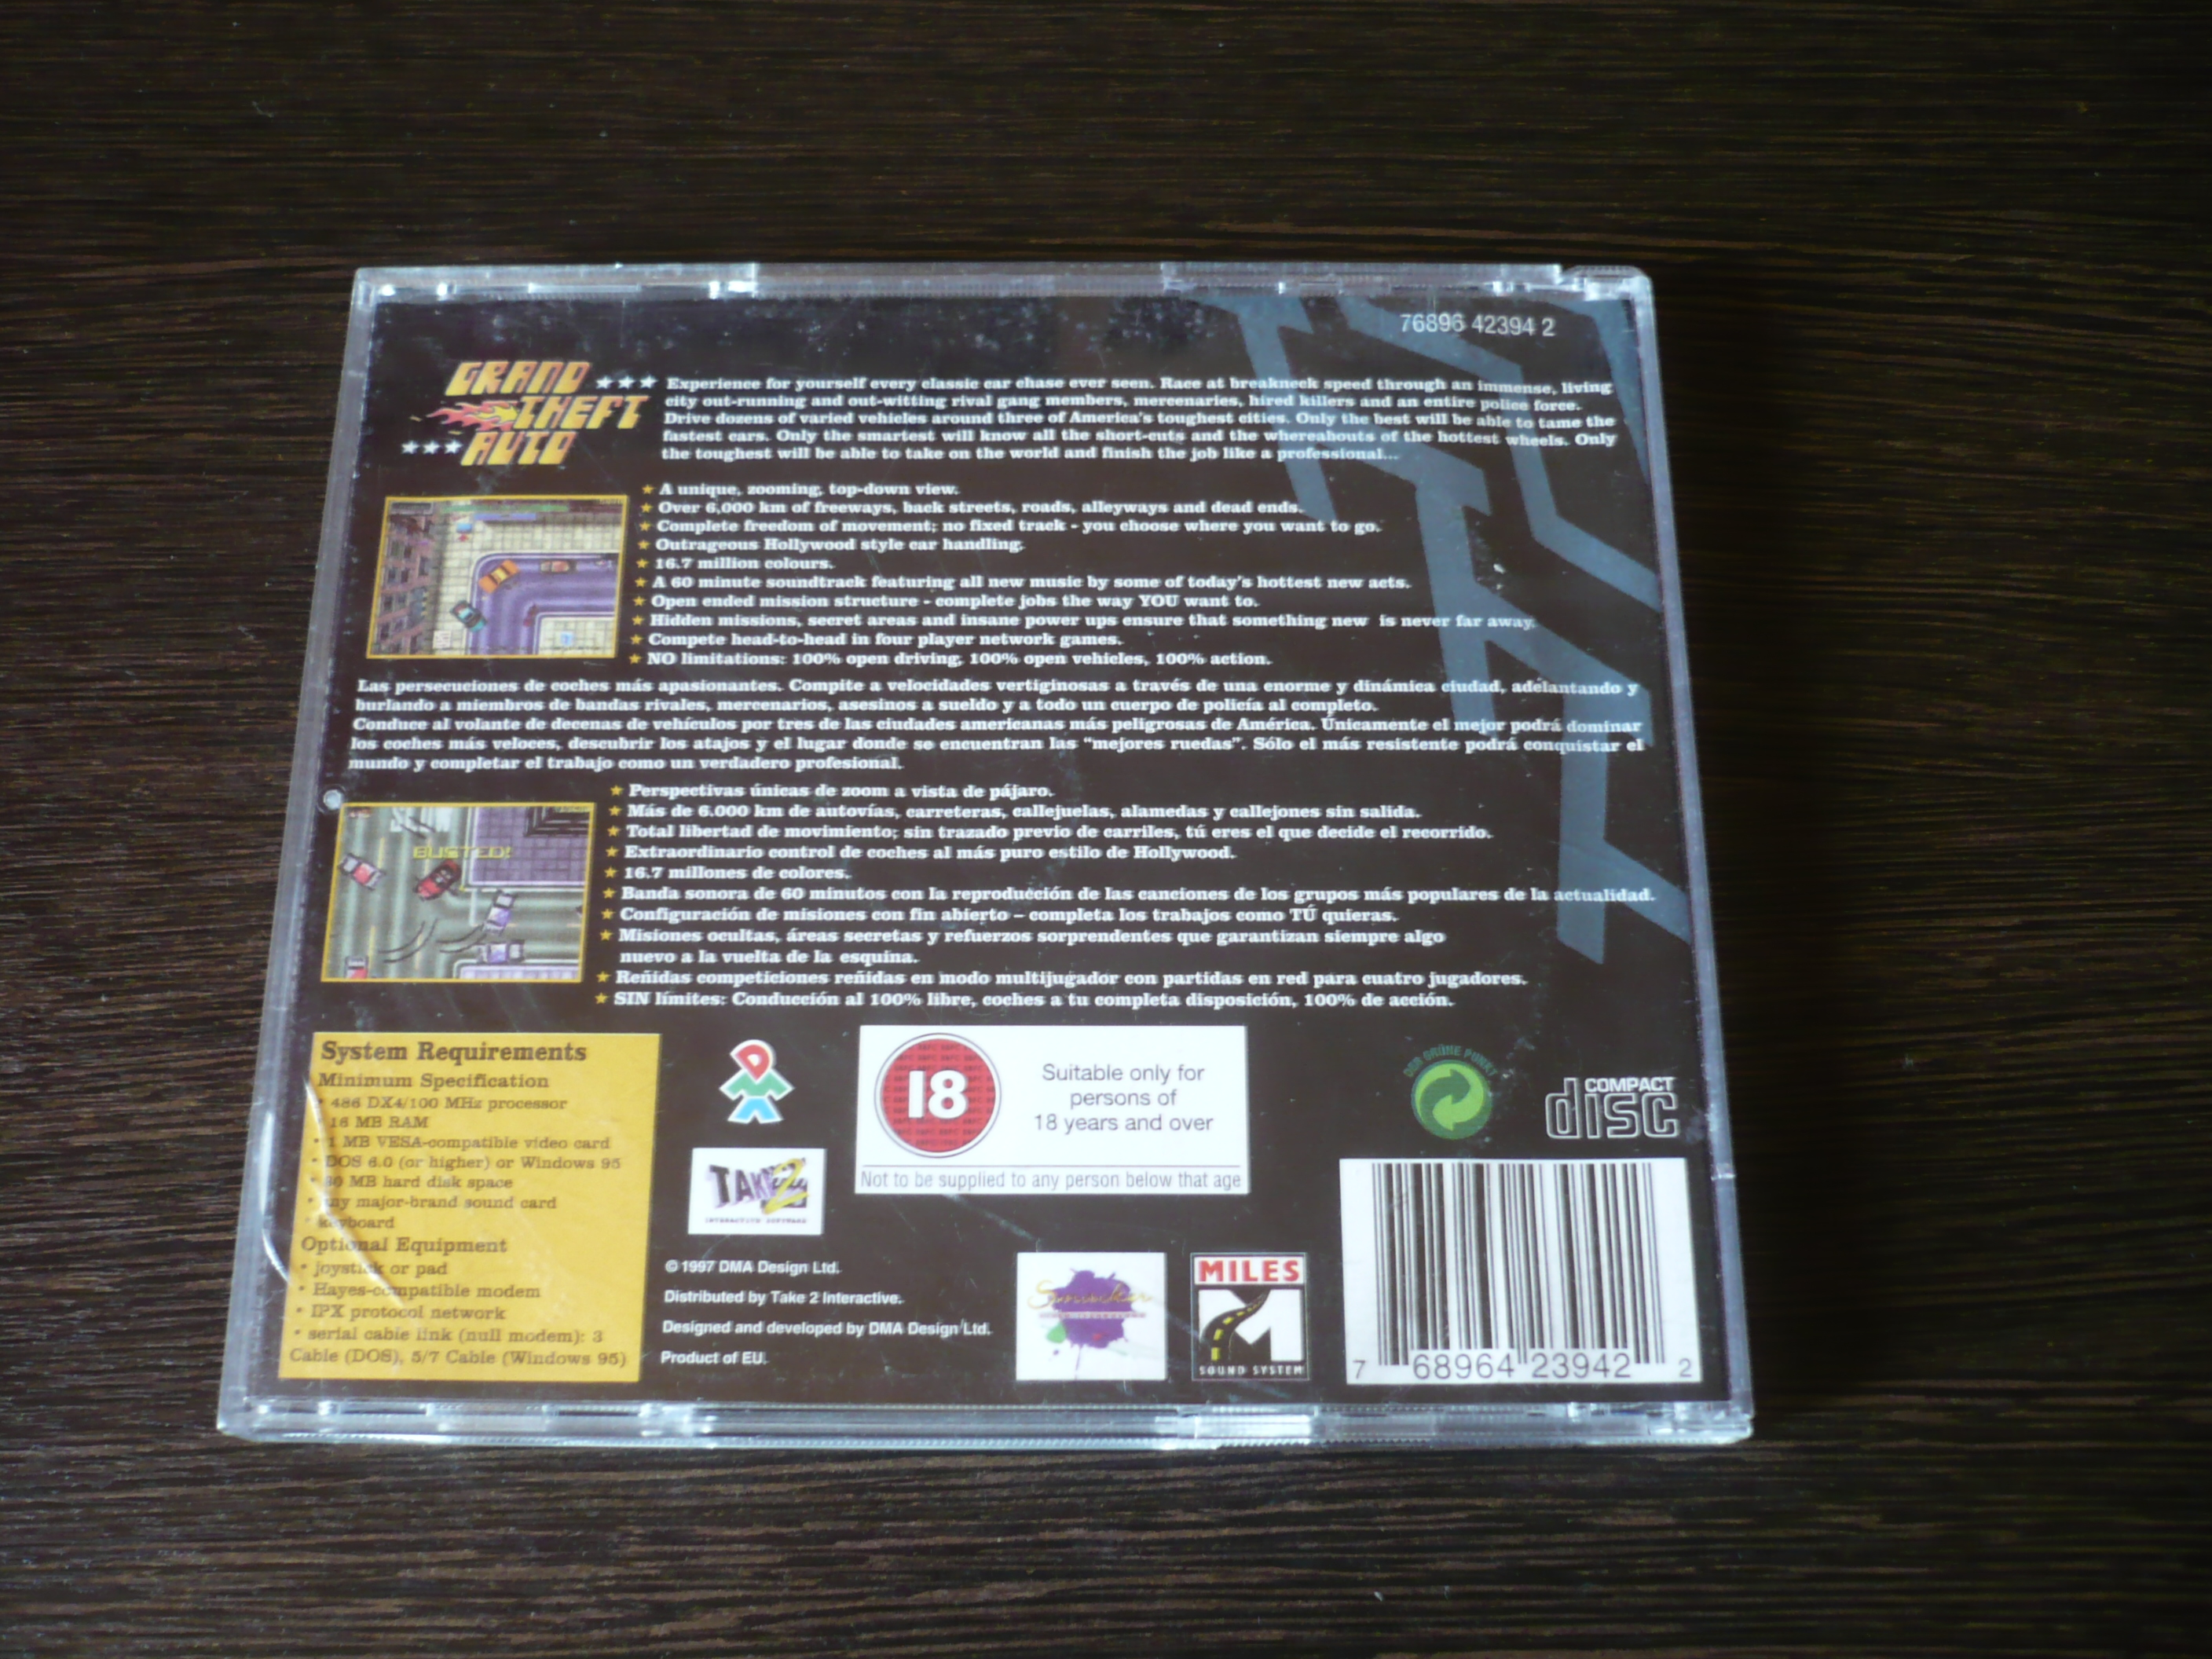 76896 42394 2
GRAND
THEFT
AUTO
Experience for yourself every classic car chase ever seen. Race at breakneck speed through an immense, living
city out-running and out-witting rival gang members, mercenaries, hired killers and an entire police force.
Drive dozens of varied vehicles around three of America's toughest cities. Only the best will be able to tame the
fastest cars. Only the smartest will know all the short-cuts and the whereabouts of the hottest wheels. Only
the toughest will be able to take on the world and finish the job like a professional...
★ A unique, zooming, top-down view.
★ Over 6,000 km of freeways, back streets, roads, alleyways and dead ends.
★ Complete freedom of movement; no fixed track - you choose where you want to go.
★ Outrageous Hollywood style car handling.
★ 16.7 million colours.
★ A 60 minute soundtrack featuring all new music by some of today's hottest new acts.
★ Open ended mission structure - complete jobs the way YOU want to.
★ Hidden missions, secret areas and insane power ups ensure that something new is never far away.
★ Compete head-to-head in four player network games.
★ NO limitations: 100% open driving, 100% open vehicles, 100% action.
Las persecuciones de coches más apasionantes. Compite a velocidades vertiginosas a través de una enorme y dinámica ciudad, adelantando y
burlando a miembros de bandas rivales, mercenarios, asesinos a sueldo y a todo un cuerpo de policía al completo.
Conduce al volante de decenas de vehículos por tres de las ciudades americanas más peligrosas de América. Únicamente el mejor podrá dominar
los coches más veloces, descubrir los atajos y el lugar donde se encuentran las "mejores ruedas". Sólo el más resistente podrá conquistar el
mundo y completar el trabajo como un verdadero profesional.
★ Perspectivas únicas de zoom a vista de pájaro.
★ Más de 6.000 km de autovías, carreteras, callejuelas, alamedas y callejones sin salida.
★ Total libertad de movimiento; sin trazado previo de carriles, tú eres el que decide el recorrido.
★ Extraordinario control de coches al más puro estilo de Hollywood.
★ 16.7 millones de colores.
★ Banda sonora de 60 minutos con la reproducción de las canciones de los grupos más populares de la actualidad.
★ Configuración de misiones con fin abierto – completa los trabajos como TÚ quieras.
★ Misiones ocultas, áreas secretas y refuerzos sorprendentes que garantizan siempre algo
nuevo a la vuelta de la esquina.
★ Reñidas competiciones reñidas en modo multijugador con partidas en red para cuatro jugadores.
★ SIN límites: Conducción al 100% libre, coches a tu completa disposición, 100% de acción.
BUSTED!
System Requirements
Minimum Specification
• 486 DX4/100 MHz processor
• 16 MB RAM
• 1 MB VESA-compatible video card
• DOS 6.0 (or higher) or Windows 95
• MB hard disk space
• any major-brand sound card
• keyboard
Optional Equipment
• joystick or pad
• Hayes-compatible modem
• IPX protocol network
• serial cable link (null modem): 3
Cable (DOS), 5/7 Cable (Windows 95)
DMA
TAKE 2
INTERACTIVE SOFTWARE
18
Suitable only for
persons of
18 years and over
Not to be supplied to any person below that age
DER GRÜNE PUNKT
COMPACT
disc
© 1997 DMA Design Ltd.
Distributed by Take 2 Interactive.
Designed and developed by DMA Design Ltd.
Product of EU.
Smacker
MILES
SOUND SYSTEM
7 68964 23942 2